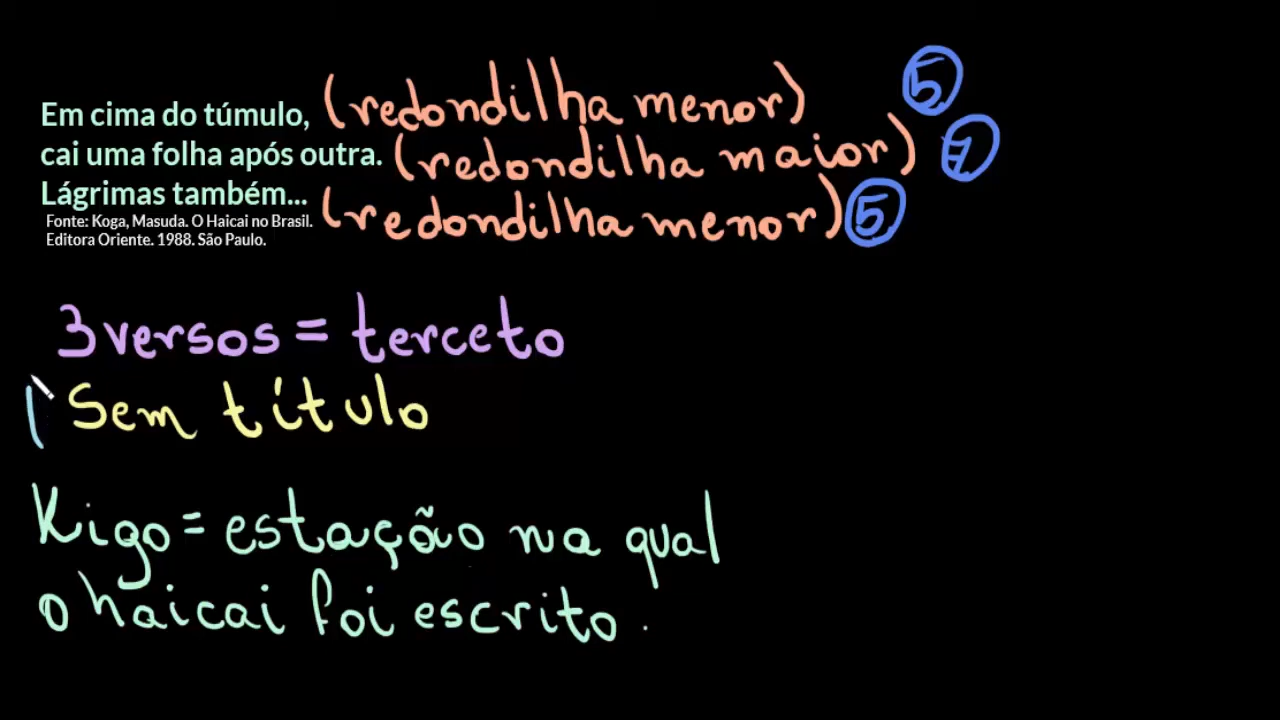 Em cima do túmulo, (redondilha menor) 5
cai uma folha após outra. (redondilha maior) 7
Lágrimas também... (redondilha menor) 5
Fonte: Koga, Masuda. O Haicai no Brasil.
Editora Oriente. 1988. São Paulo.
3 versos = terceto
Sem título
Kigo = estação na qual
o haicai foi escrito.